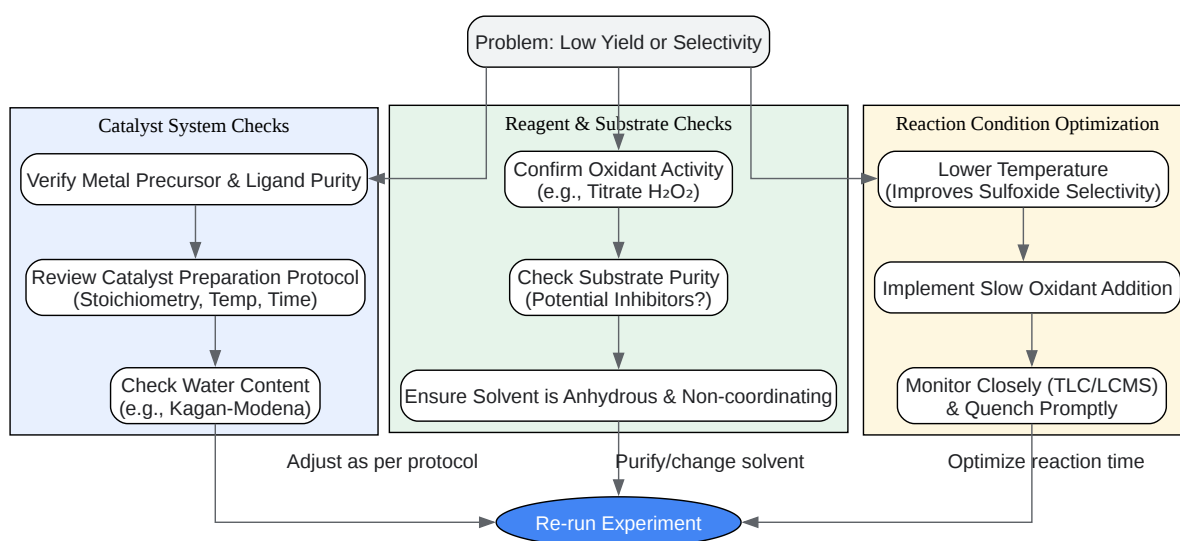 Problem: Low Yield or Selectivity
Catalyst System Checks
Verify Metal Precursor & Ligand Purity
Review Catalyst Preparation Protocol
(Stoichiometry, Temp, Time)
Check Water Content
(e.g., Kagan-Modena)
Reagent & Substrate Checks
Confirm Oxidant Activity
(e.g., Titrate H₂O₂)
Check Substrate Purity
(Potential Inhibitors?)
Ensure Solvent is Anhydrous & Non-coordinating
Reaction Condition Optimization
Lower Temperature
(Improves Sulfoxide Selectivity)
Implement Slow Oxidant Addition
Monitor Closely (TLC/LCMS)
& Quench Promptly
Adjust as per protocol
Purify/change solvent
Optimize reaction time
Re-run Experiment